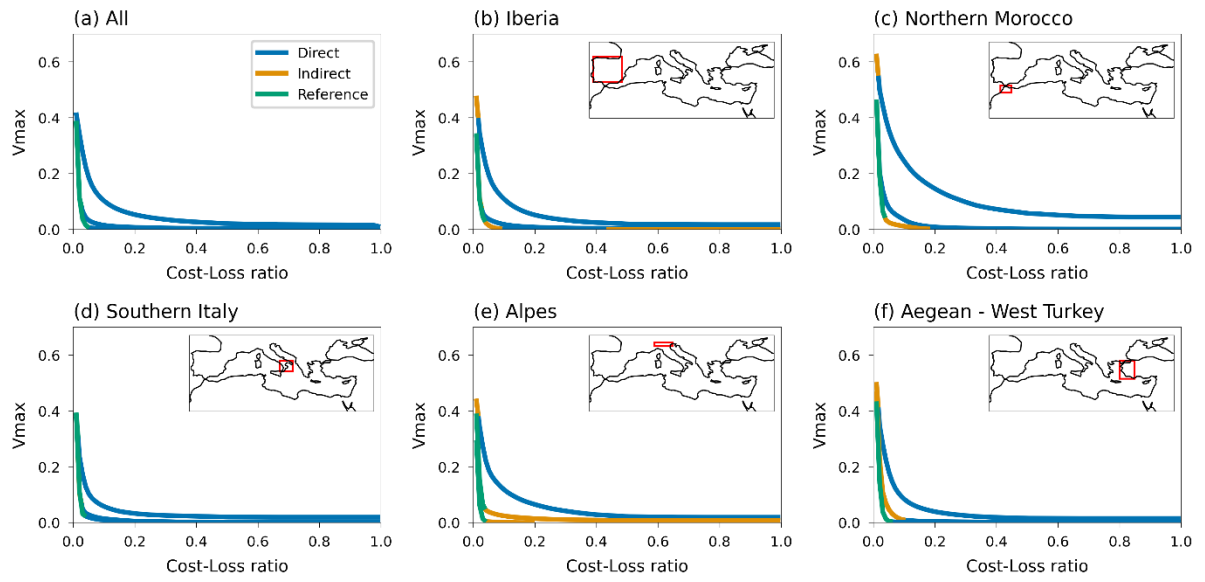 (a) All
Vmax
0.6
0.4
0.2
0.0
Direct
Indirect
Reference
0.0 0.2 0.4 0.6 0.8 1.0
Cost-Loss ratio
(b) Iberia
Vmax
0.6
0.4
0.2
0.0
0.0 0.2 0.4 0.6 0.8 1.0
Cost-Loss ratio
(c) Northern Morocco
Vmax
0.6
0.4
0.2
0.0
0.0 0.2 0.4 0.6 0.8 1.0
Cost-Loss ratio
(d) Southern Italy
Vmax
0.6
0.4
0.2
0.0
0.0 0.2 0.4 0.6 0.8 1.0
Cost-Loss ratio
(e) Alpes
Vmax
0.6
0.4
0.2
0.0
0.0 0.2 0.4 0.6 0.8 1.0
Cost-Loss ratio
(f) Aegean - West Turkey
Vmax
0.6
0.4
0.2
0.0
0.0 0.2 0.4 0.6 0.8 1.0
Cost-Loss ratio